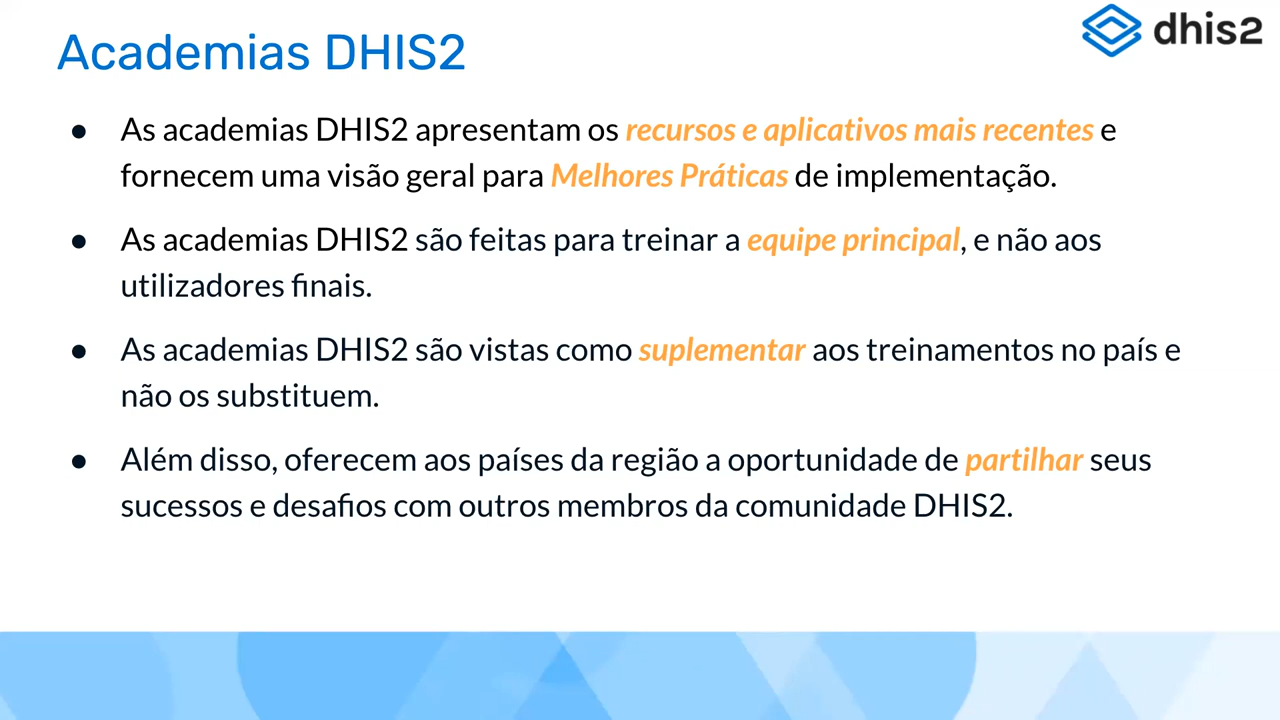 Academias DHIS2
dhis2
● As academias DHIS2 apresentam os recursos e aplicativos mais recentes e
fornecem uma visão geral para Melhores Práticas de implementação.
● As academias DHIS2 são feitas para treinar a equipe principal, e não aos
utilizadores finais.
● As academias DHIS2 são vistas como suplementar aos treinamentos no país e
não os substituem.
● Além disso, oferecem aos países da região a oportunidade de partilhar seus
sucessos e desafios com outros membros da comunidade DHIS2.